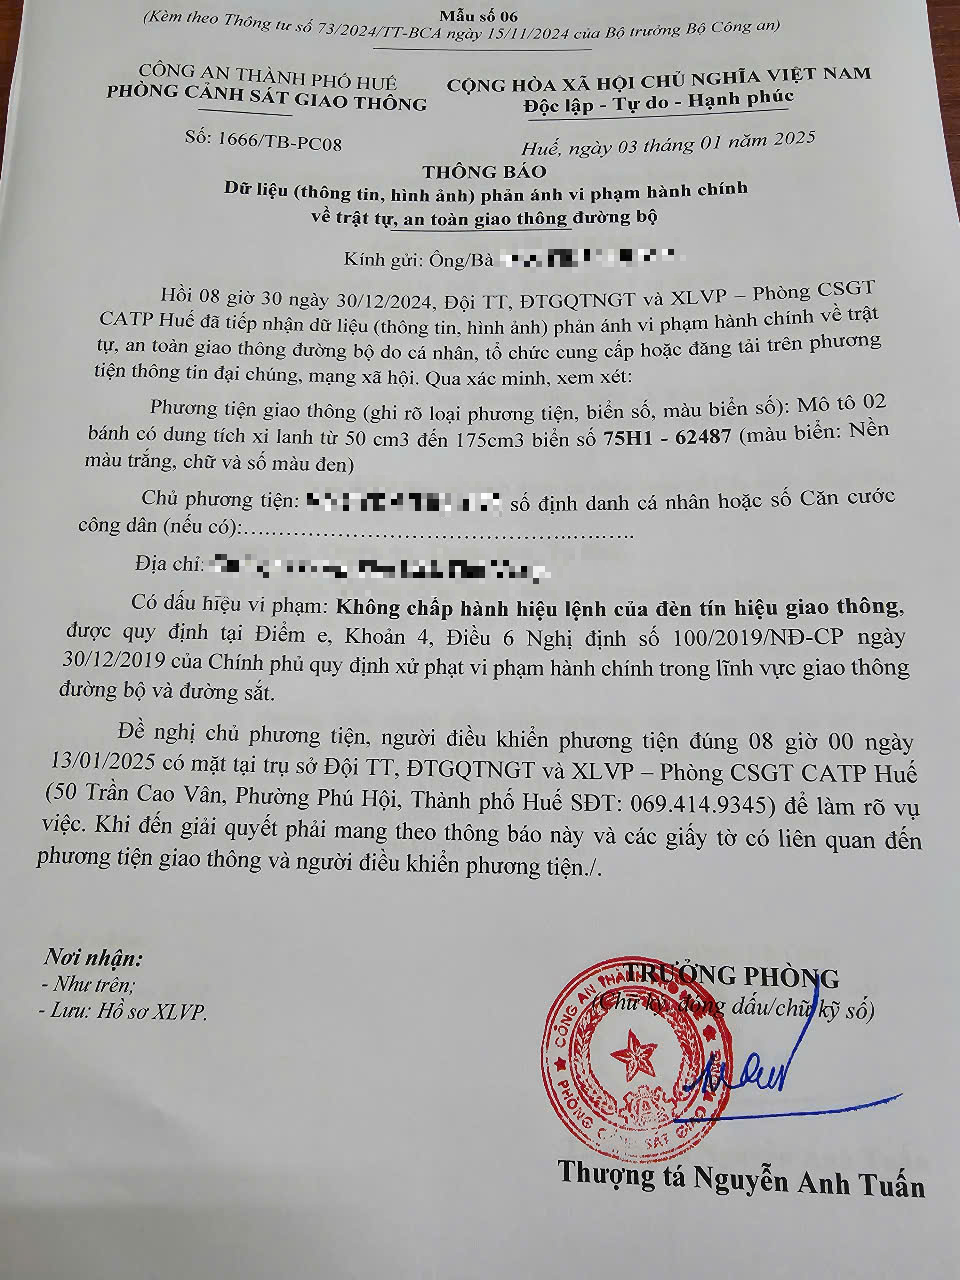 Mẫu số 06
(Kèm theo Thông tư số 73/2024/TT-BCA ngày 15/11/2024 của Bộ trưởng Bộ Công an)
CÔNG AN THÀNH PHỐ HUẾ
PHÒNG CẢNH SÁT GIAO THÔNG
CỘNG HÒA XÃ HỘI CHỦ NGHĨA VIỆT NAM
Độc lập - Tự do - Hạnh phúc
Số: 1666/TB-PC08
Huế, ngày 03 tháng 01 năm 2025
THÔNG BÁO
Dữ liệu (thông tin, hình ảnh) phản ánh vi phạm hành chính
về trật tự, an toàn giao thông đường bộ
Kính gửi: Ông/Bà
Hồi 08 giờ 30 ngày 30/12/2024, Đội TT, ĐTGQTNGT và XLVP – Phòng CSGT
CATP Huế đã tiếp nhận dữ liệu (thông tin, hình ảnh) phản ánh vi phạm hành chính về trật
tự, an toàn giao thông đường bộ do cá nhân, tổ chức cung cấp hoặc đăng tải trên phương
tiện thông tin đại chúng, mạng xã hội. Qua xác minh, xem xét:
Phương tiện giao thông (ghi rõ loại phương tiện, biển số, màu biển số): Mô tô 02
bánh có dung tích xi lanh từ 50 cm3 đến 175cm3 biển số 75H1 - 62487 (màu biển: Nền
màu trắng, chữ và số màu đen)
Chủ phương tiện: số định danh cá nhân hoặc số Căn cước
công dân (nếu có):..........................................................
Địa chỉ:
Có dấu hiệu vi phạm: Không chấp hành hiệu lệnh của đèn tín hiệu giao thông,
được quy định tại Điểm e, Khoản 4, Điều 6 Nghị định số 100/2019/NĐ-CP ngày
30/12/2019 của Chính phủ quy định xử phạt vi phạm hành chính trong lĩnh vực giao thông
đường bộ và đường sắt.
Đề nghị chủ phương tiện, người điều khiển phương tiện đúng 08 giờ 00 ngày
13/01/2025 có mặt tại trụ sở Đội TT, ĐTGQTNGT và XLVP – Phòng CSGT CATP Huế
(50 Trần Cao Vân, Phường Phú Hội, Thành phố Huế SĐT: 069.414.9345) để làm rõ vụ
việc. Khi đến giải quyết phải mang theo thông báo này và các giấy tờ có liên quan đến
phương tiện giao thông và người điều khiển phương tiện./.
Nơi nhận:
- Như trên;
- Lưu: Hồ sơ XLVP.
TRƯỞNG PHÒNG
(Chữ ký, đóng dấu/chữ ký số)
CÔNG AN THÀNH PHỐ
PHÒNG CẢNH SÁT GIAO
Thượng tá Nguyễn Anh Tuấn